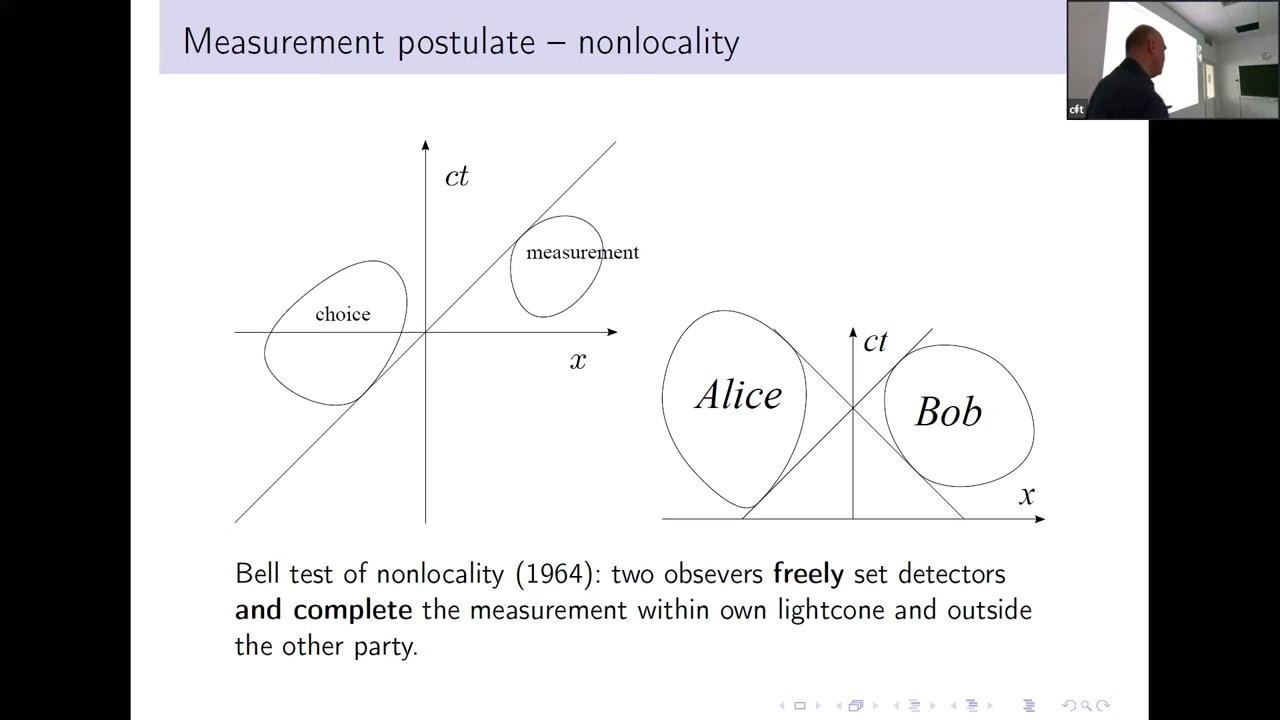 Measurement postulate – nonlocality
cft
ct
measurement
choice
x
ct
Alice
Bob
x
Bell test of nonlocality (1964): two obsevers freely set detectors
and complete the measurement within own lightcone and outside
the other party.